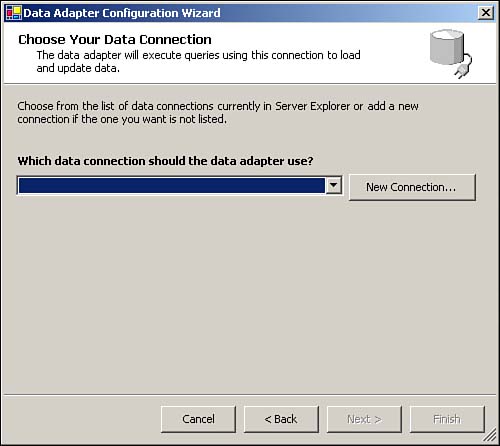 Data Adapter Configuration Wizard
Choose Your Data Connection
The data adapter will execute queries using this connection to load
and update data.
Choose from the list of data connections currently in Server Explorer or add a new
connection if the one you want is not listed.
Which data connection should the data adapter use?
New Connection...
Cancel
< Back
Next >
Finish